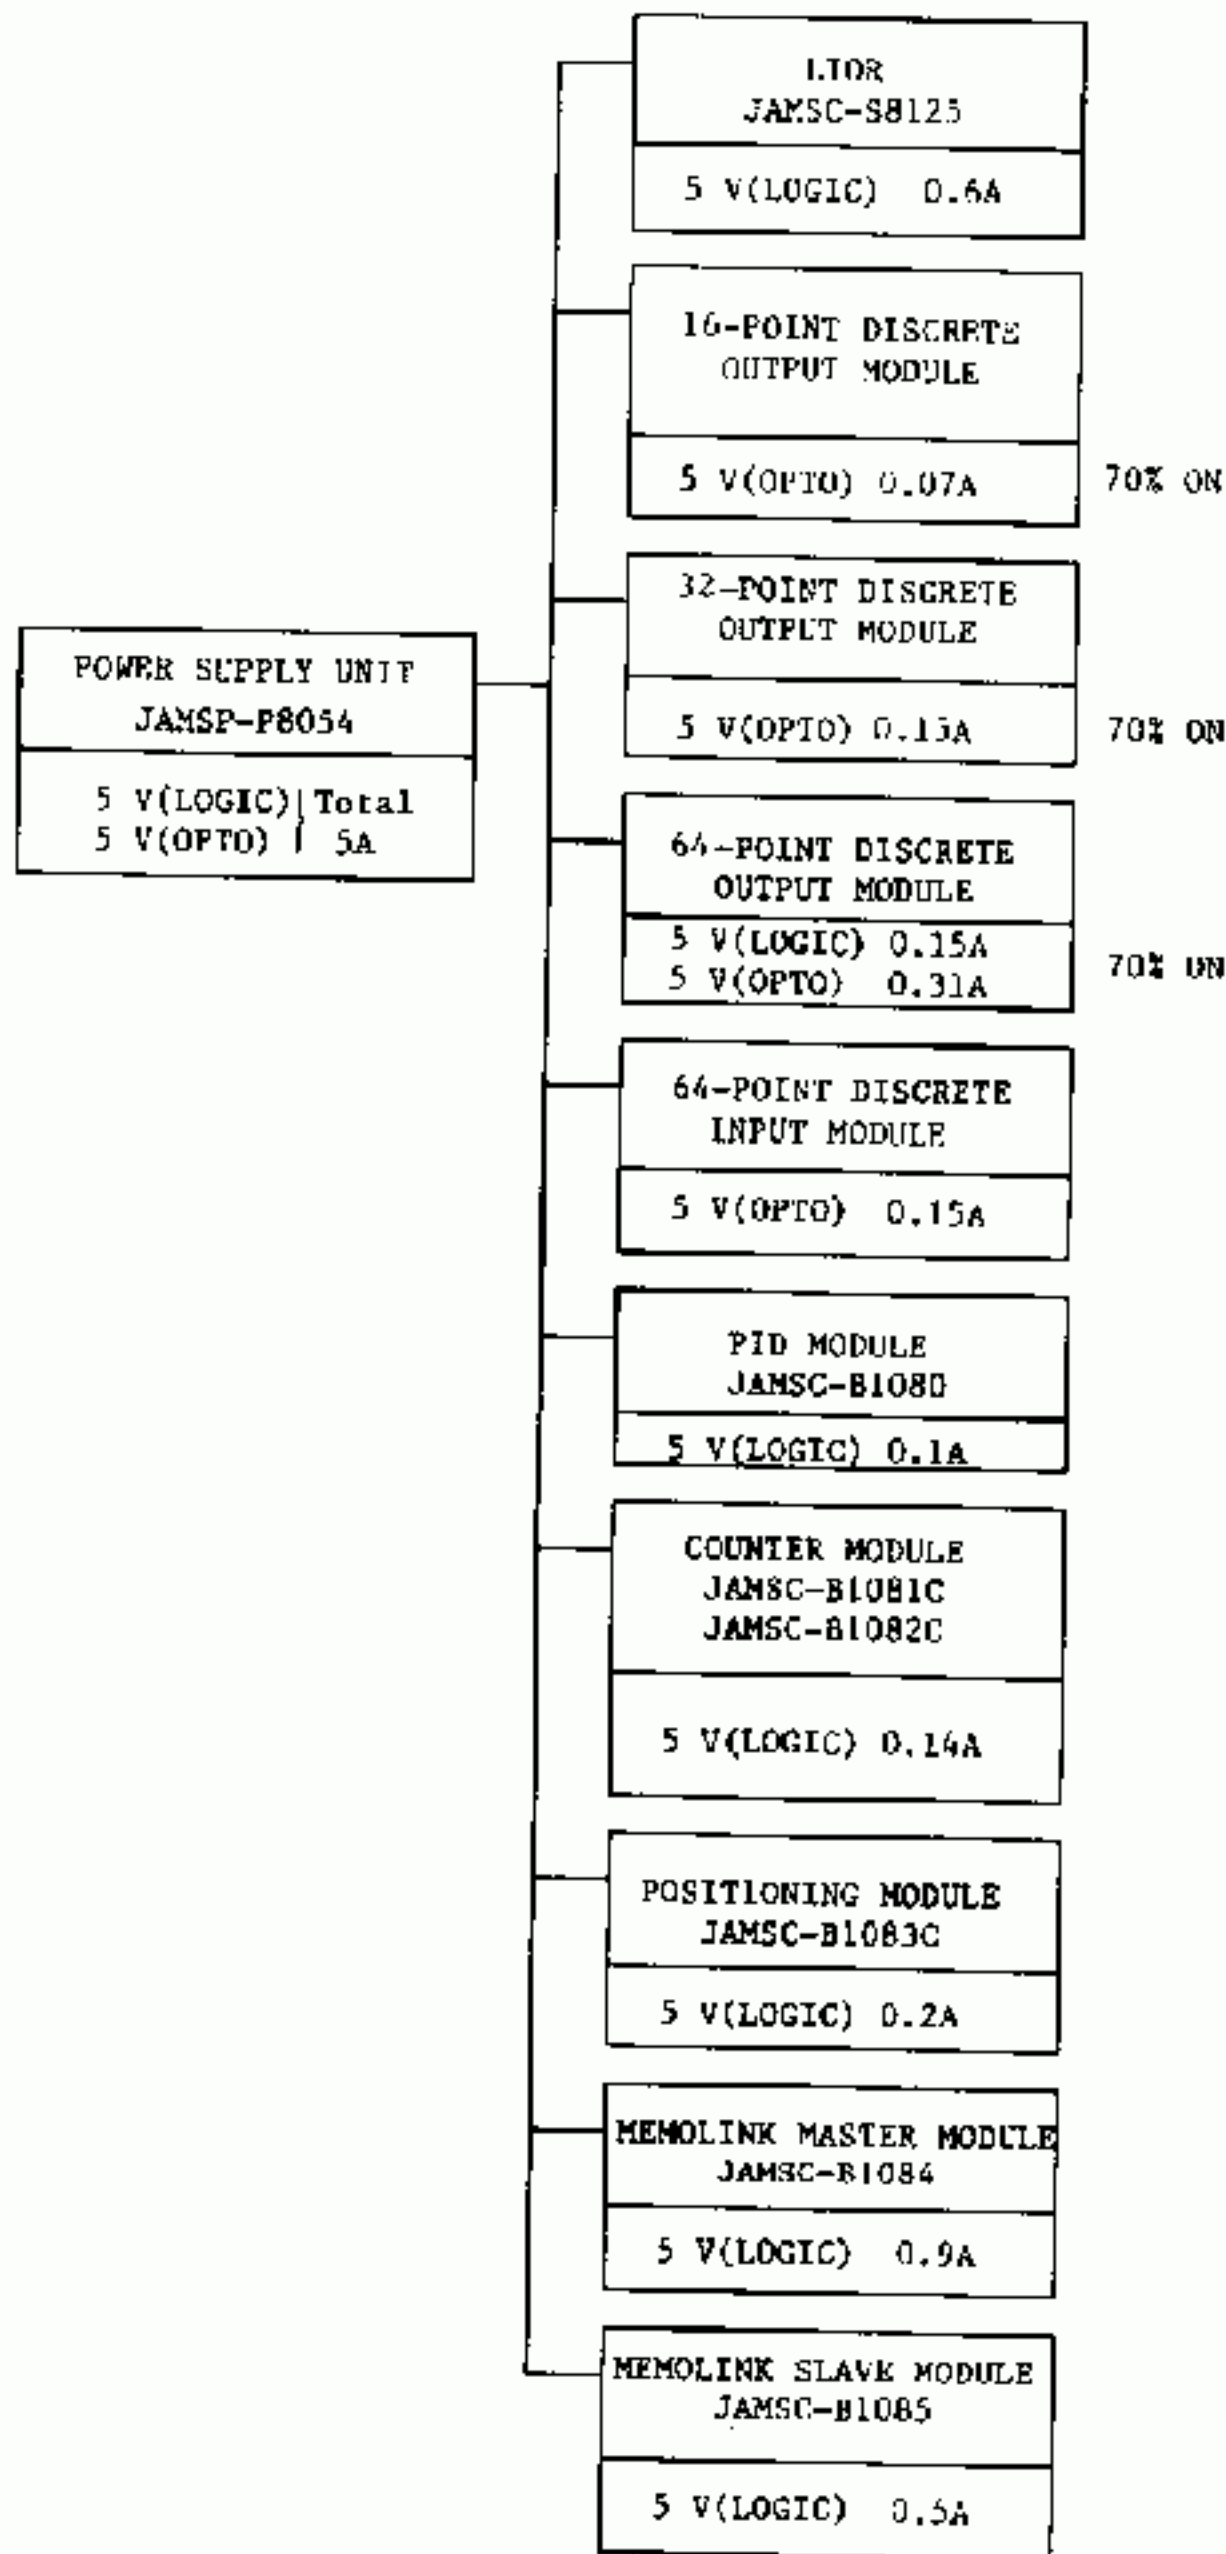 LIOR
JAMSC-S8125
5 V(LOGIC) 0.6A
16-POINT DISCRETE
OUTPUT MODULE
5 V(OPTO) 0.07A
70% ON
32-POINT DISCRETE
OUTPUT MODULE
5 V(OPTO) 0.15A
70% ON
POWER SUPPLY UNIT
JAMSP-P8054
5 V(LOGIC) Total
5 V(OPTO) 5A
64-POINT DISCRETE
OUTPUT MODULE
5 V(LOGIC) 0.15A
5 V(OPTO) 0.31A
70% ON
64-POINT DISCRETE
INPUT MODULE
5 V(OPTO) 0.15A
PID MODULE
JAMSC-B1080
5 V(LOGIC) 0.1A
COUNTER MODULE
JAMSC-B1081C
JAMSC-B1082C
5 V(LOGIC) 0.14A
POSITIONING MODULE
JAMSC-B1083C
5 V(LOGIC) 0.2A
MEMOLINK MASTER MODULE
JAMSC-B1084
5 V(LOGIC) 0.9A
MEMOLINK SLAVE MODULE
JAMSC-B1085
5 V(LOGIC)